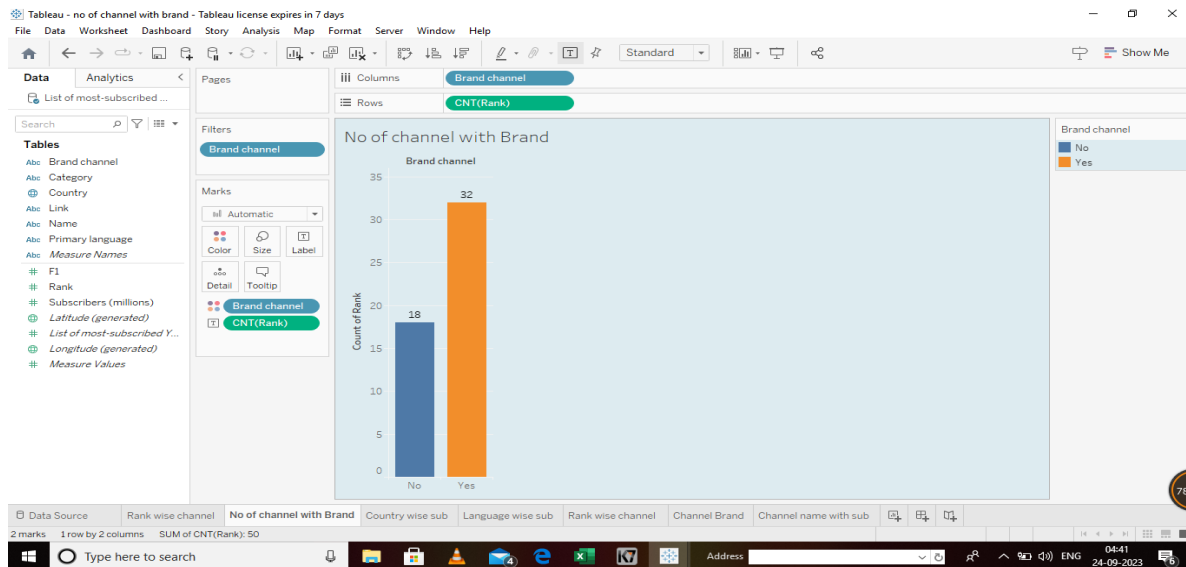 Tableau - no of channel with brand - Tableau license expires in 7 days
File Data Worksheet Dashboard Story Analysis Map Format Server Window Help
Standard
Show Me
Data Analytics
List of most-subscribed ...
Search
Tables
Abc Brand channel
Abc Category
Country
Abc Link
Abc Name
Abc Primary language
Abc Measure Names
# F1
# Rank
# Subscribers (millions)
Latitude (generated)
# List of most-subscribed Y...
Longitude (generated)
# Measure Values
Pages
Filters
Brand channel
Marks
Automatic
Color Size Label
Detail Tooltip
Brand channel
CNT(Rank)
Columns Brand channel
Rows CNT(Rank)
No of channel with Brand
Brand channel
35
30
25
20
15
10
5
0
Count of Rank
18
32
No Yes
Brand channel
No
Yes
78
Data Source Rank wise channel No of channel with Brand Country wise sub Language wise sub Rank wise channel Channel Brand Channel name with sub
2 marks 1 row by 2 columns SUM of CNT(Rank): 50
Type here to search
4
Address
ENG
04:41
24-09-2023
6